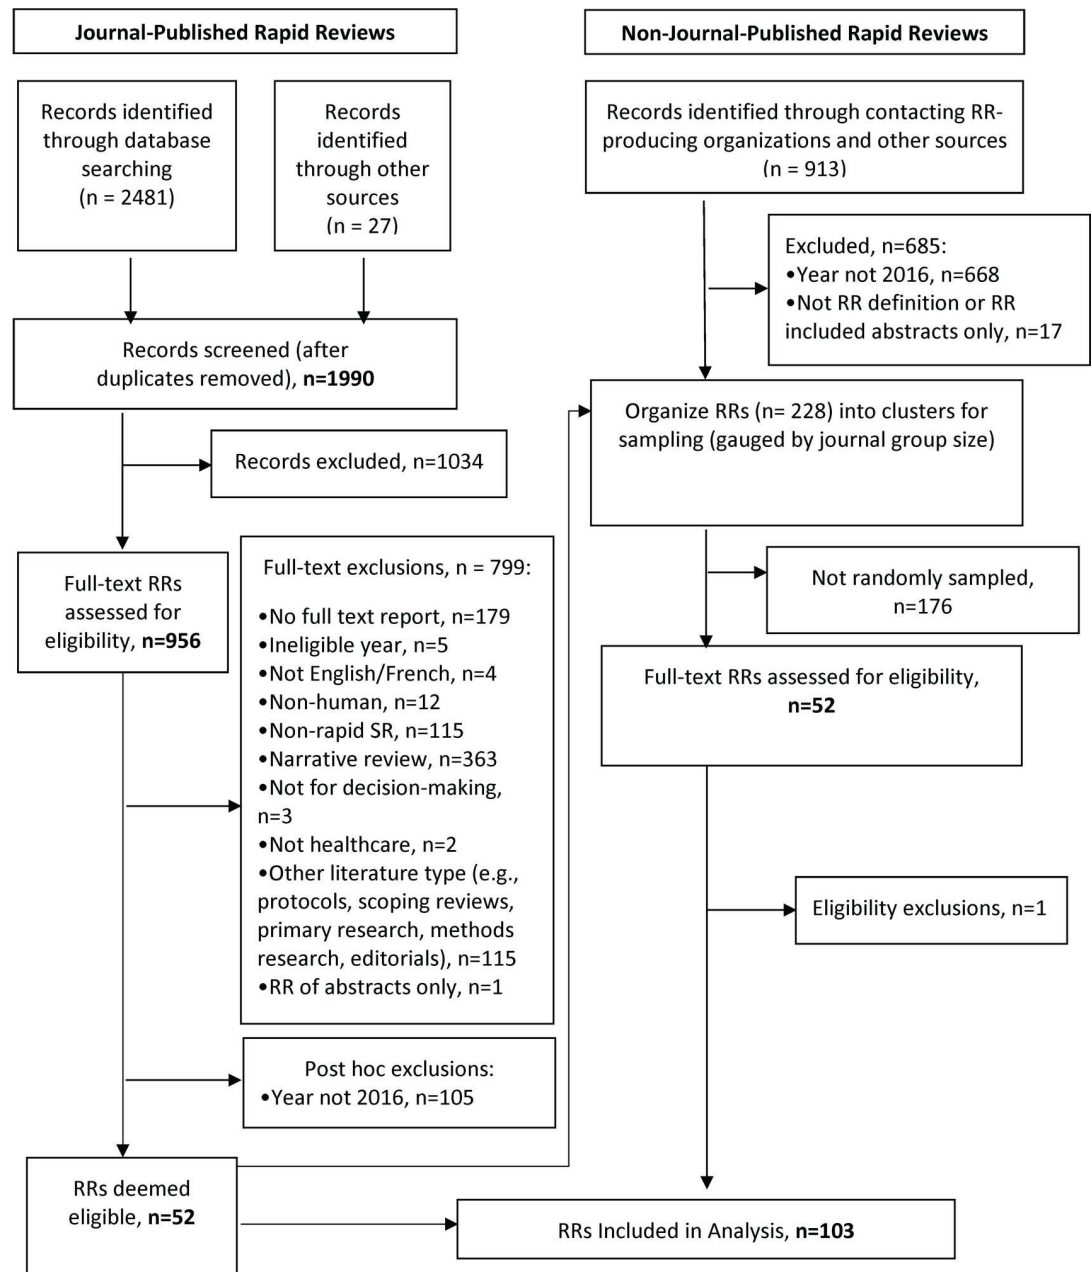 Journal-Published Rapid Reviews
Records identified
through database
searching
(n = 2481)
Records
identified
through other
sources
(n = 27)
Records screened (after
duplicates removed), n=1990
Records excluded, n=1034
Full-text RRs
assessed for
eligibility, n=956
Full-text exclusions, n = 799:
•No full text report, n=179
•Ineligible year, n=5
•Not English/French, n=4
•Non-human, n=12
•Non-rapid SR, n=115
•Narrative review, n=363
•Not for decision-making,
n=3
•Not healthcare, n=2
•Other literature type (e.g.,
protocols, scoping reviews,
primary research, methods
research, editorials), n=115
•RR of abstracts only, n=1
Post hoc exclusions:
•Year not 2016, n=105
RRs deemed
eligible, n=52
Non-Journal-Published Rapid Reviews
Records identified through contacting RR-
producing organizations and other sources
(n = 913)
Excluded, n=685:
•Year not 2016, n=668
•Not RR definition or RR
included abstracts only, n=17
Organize RRs (n= 228) into clusters for
sampling (gauged by journal group size)
Not randomly sampled,
n=176
Full-text RRs assessed for eligibility,
n=52
Eligibility exclusions, n=1
RRs Included in Analysis, n=103